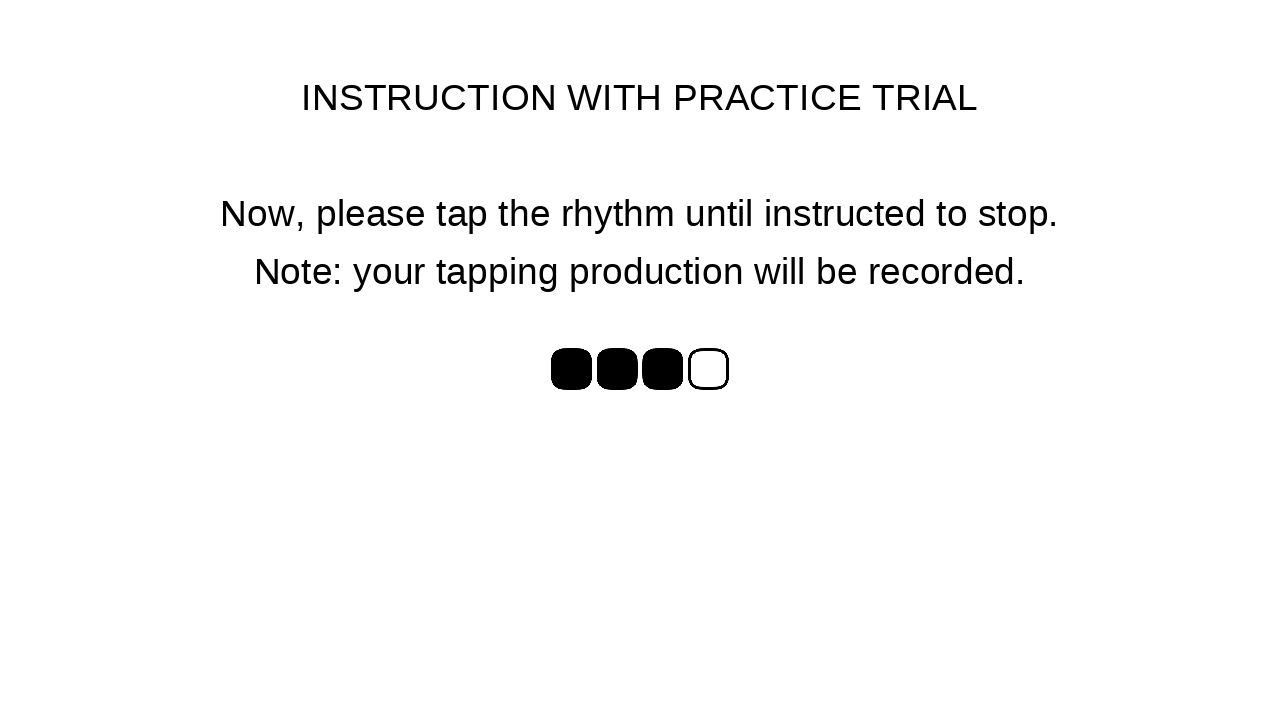 INSTRUCTION WITH PRACTICE TRIAL
Now, please tap the rhythm until instructed to stop.
Note: your tapping production will be recorded.